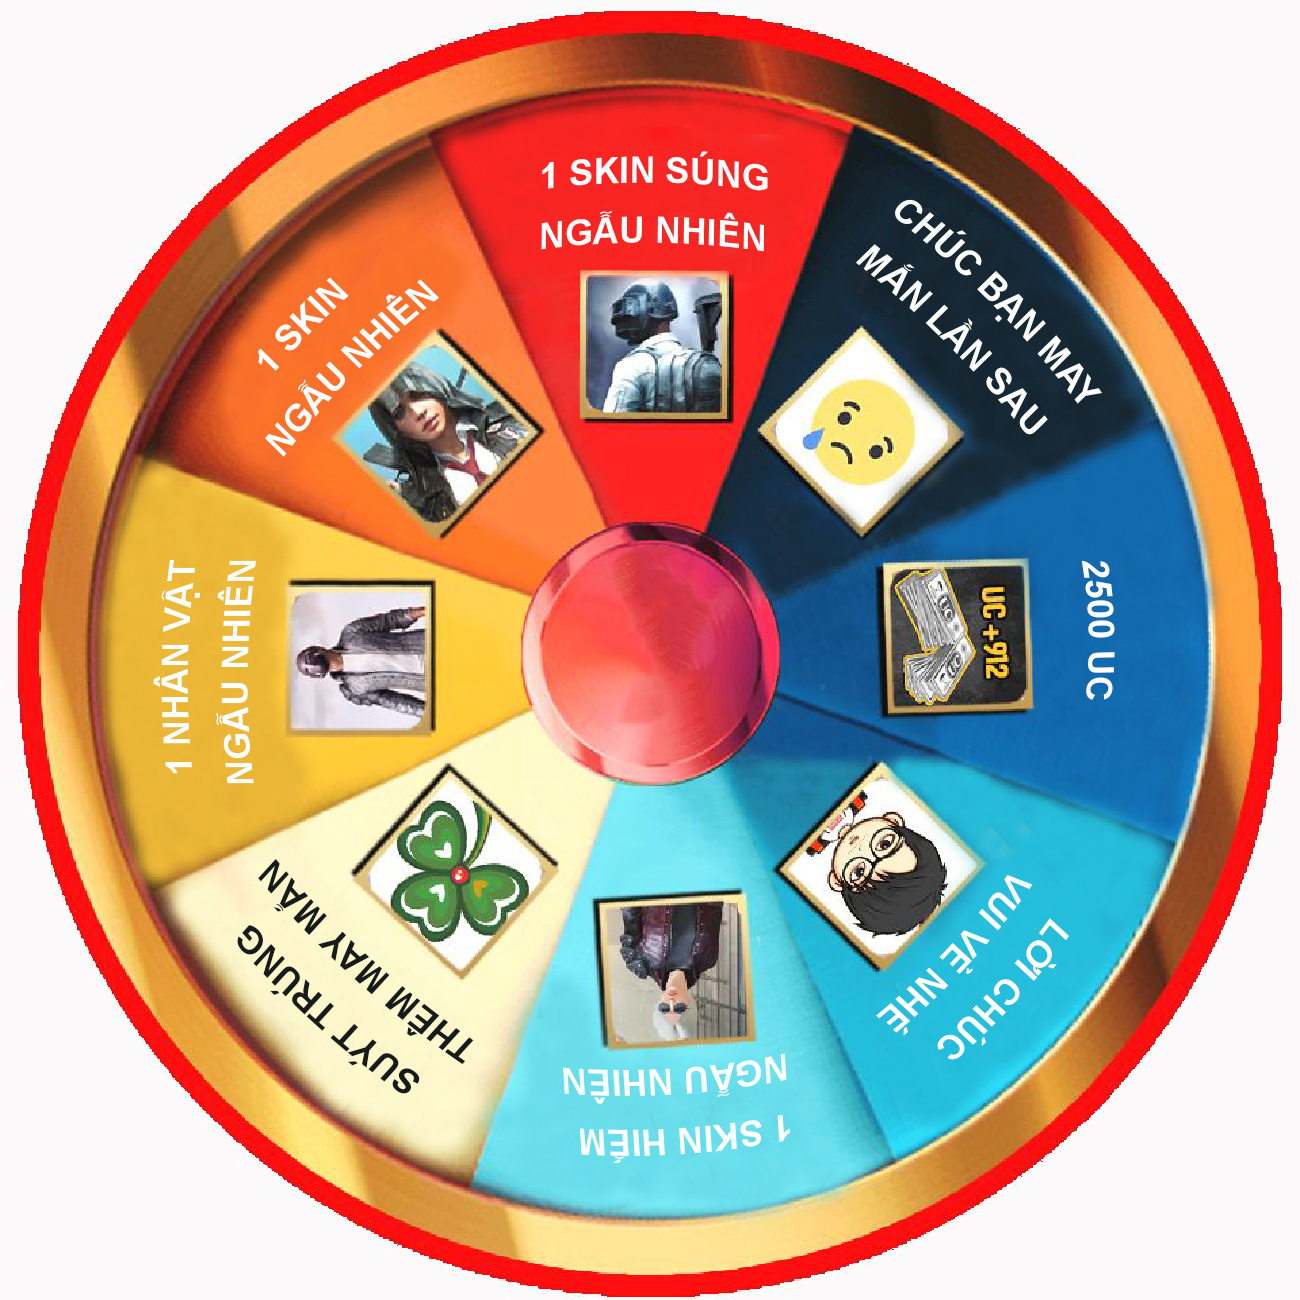 1 SKIN SÚNG
NGẪU NHIÊN
CHÚC BẠN MAY
MẮN LẦN SAU
2500 UC
UC +912
LỜI CHÚC
VUI VẺ NHÉ
1 SKIN HIẾM
NGẪU NHIÊN
SUÝT TRÚNG
THÊM MAY MẮN
1 NHÂN VẬT
NGẪU NHIÊN
1 SKIN
NGẪU NHIÊN